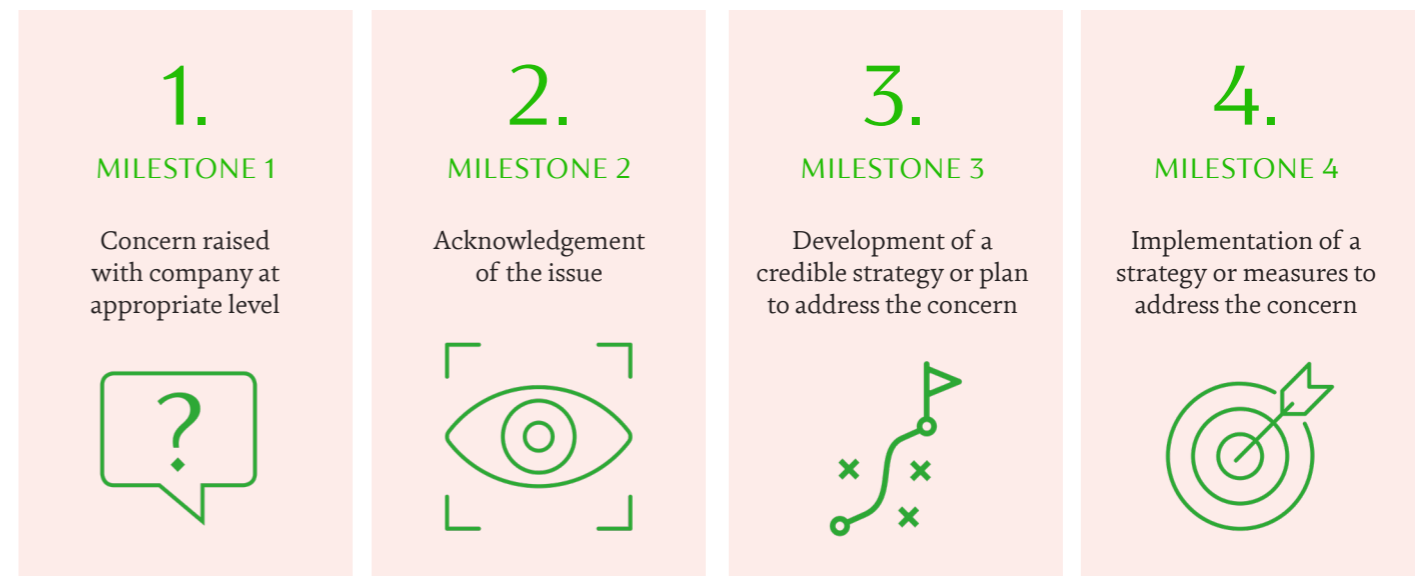 1.
MILESTONE 1
Concern raised
with company at
appropriate level
?
2.
MILESTONE 2
Acknowledgement
of the issue
3.
MILESTONE 3
Development of a
credible strategy or plan
to address the concern
4.
MILESTONE 4
Implementation of a
strategy or measures to
address the concern